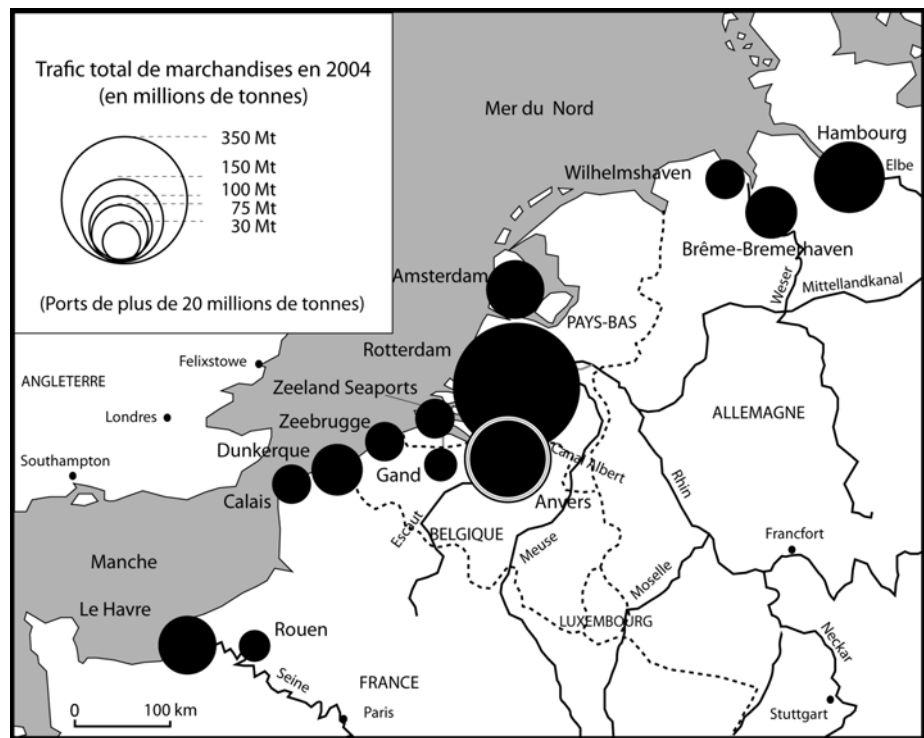 Trafic total de marchandises en 2004
(en millions de tonnes)
350 Mt
150 Mt
100 Mt
75 Mt
30 Mt
(Ports de plus de 20 millions de tonnes)
Mer du Nord
Hambourg
Elbe
Wilhelmshaven
Brême-Bremerhaven
Weser
Mittellandkanal
Amsterdam
PAYS-BAS
Rotterdam
Felixstowe
ANGLETERRE
Zeeland Seaports
Londres
Zeebrugge
ALLEMAGNE
Dunkerque
Southampton
Gand
Canal Albert
Calais
Anvers
Rhin
Escaut
BELGIQUE
Meuse
Francfort
Manche
Moselle
Le Havre
Rouen
LUXEMBOURG
Neckar
Seine
FRANCE
0 100 km
Paris
Stuttgart